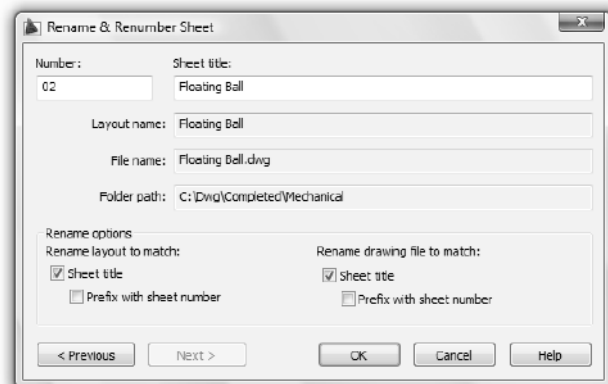 Rename & Renumber Sheet
Number: Sheet title:
02 Floating Ball
Layout name: Floating Ball
File name: Floating Ball.dwg
Folder path: C:\Dwg\Completed\Mechanical
Rename options
Rename layout to match: Rename drawing file to match:
Sheet title Sheet title
Prefix with sheet number Prefix with sheet number
< Previous Next > OK Cancel Help